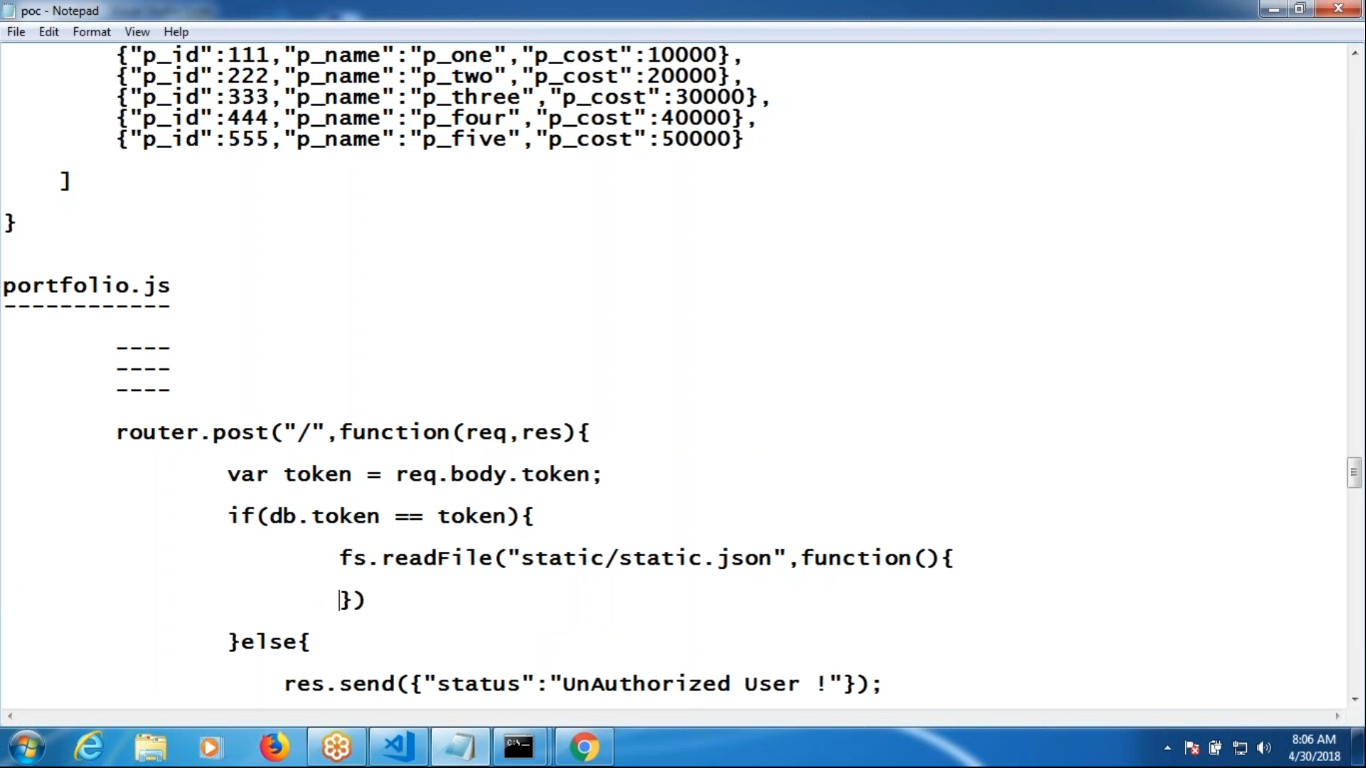 poc - Notepad
File Edit Format View Help
{"p_id":111,"p_name":"p_one","p_cost":10000},
{"p_id":222,"p_name":"p_two","p_cost":20000},
{"p_id":333,"p_name":"p_three","p_cost":30000},
{"p_id":444,"p_name":"p_four","p_cost":40000},
{"p_id":555,"p_name":"p_five","p_cost":50000}
]
}
portfolio.js
------------
----
----
----
router.post("/",function(req,res){
var token = req.body.token;
if(db.token == token){
fs.readFile("static/static.json",function(){
})
}else{
res.send({"status":"UnAuthorized User !"});
8:06 AM
4/30/2018